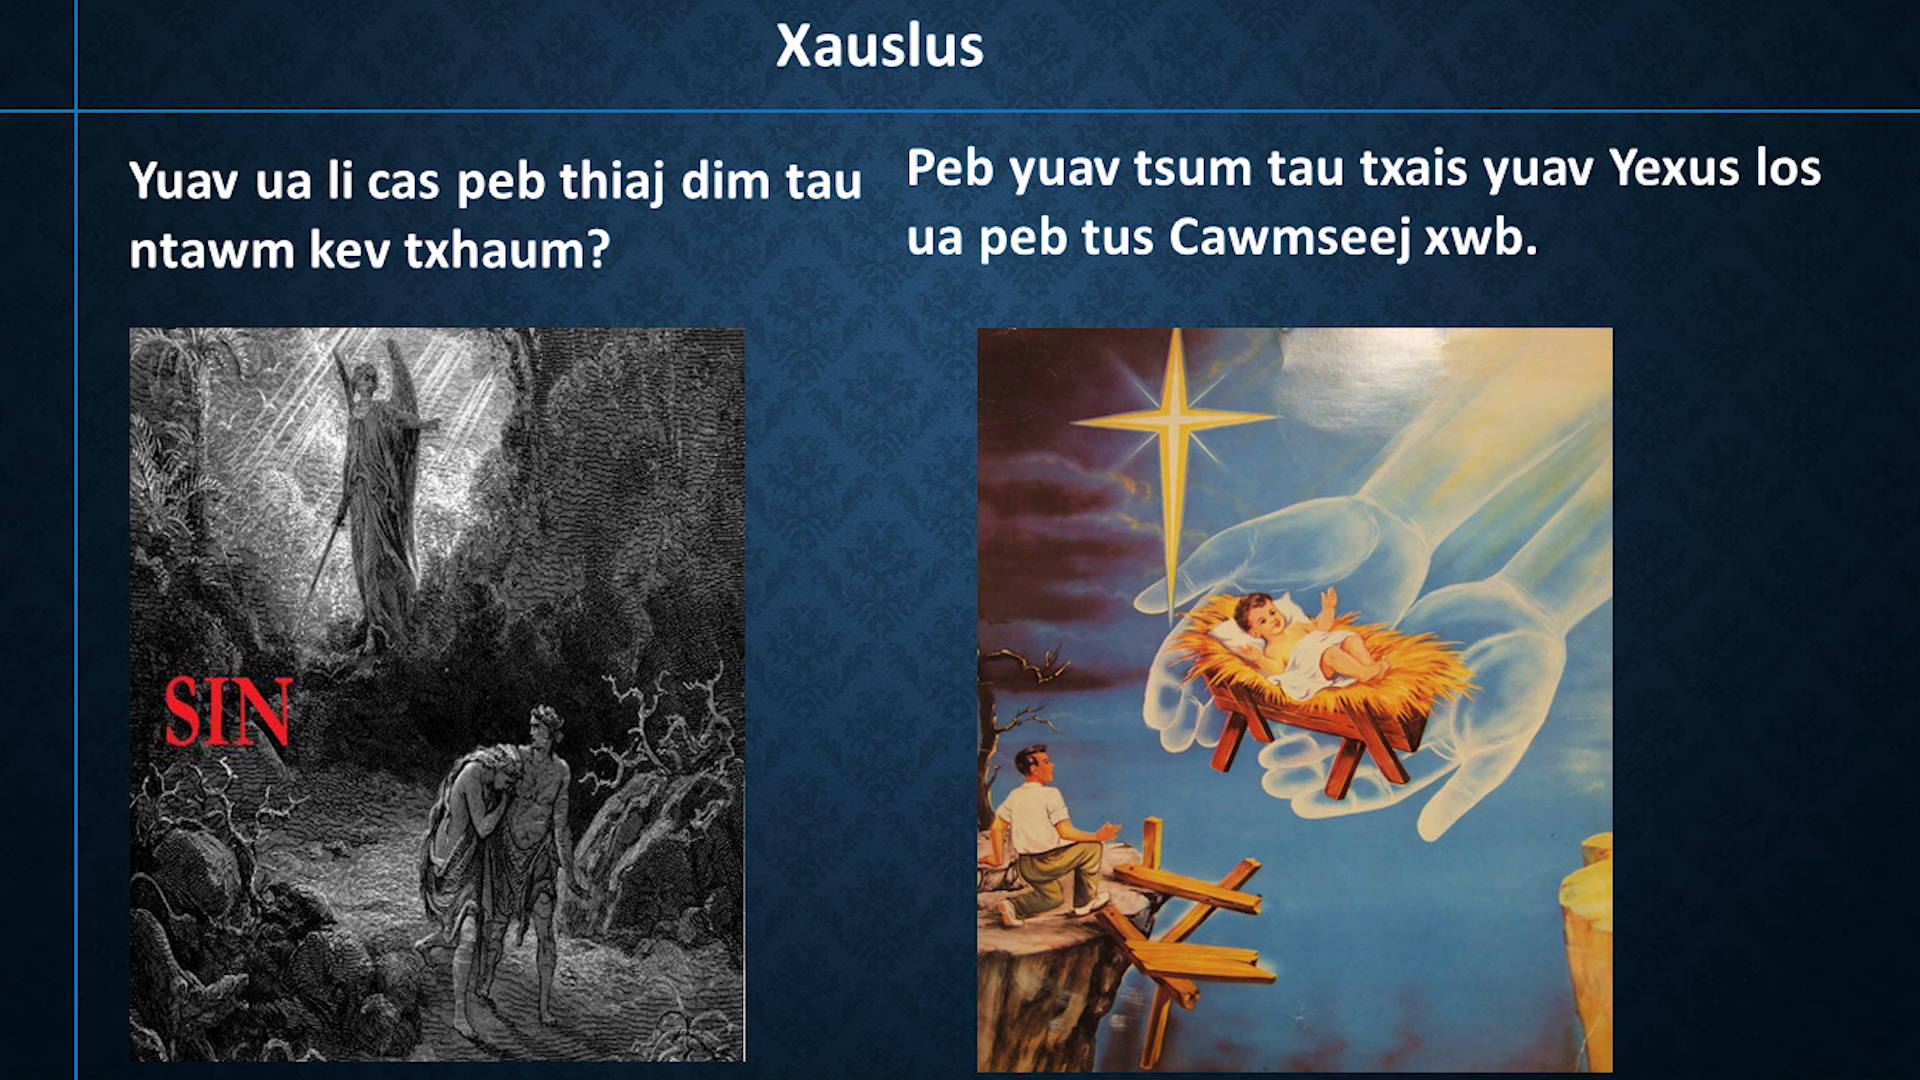 Xauslus
Yuav ua li cas peb thiaj dim tau
ntawm kev txhaum?
Peb yuav tsum tau txais yuav Yexus los
ua peb tus Cawmseej xwb.
SIN